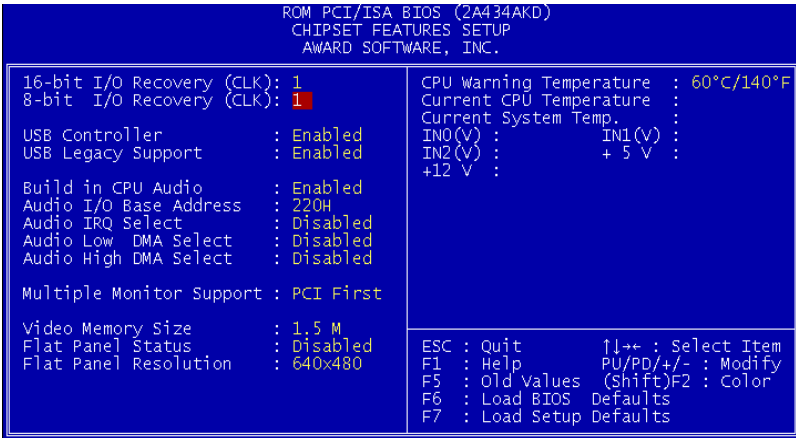 ROM PCI/ISA BIOS (2A434AKD)
CHIPSET FEATURES SETUP
AWARD SOFTWARE, INC.
16-bit I/O Recovery (CLK): 1
8-bit I/O Recovery (CLK): 1
USB Controller : Enabled
USB Legacy Support : Enabled
Build in CPU Audio : Enabled
Audio I/O Base Address : 220H
Audio IRQ Select : Disabled
Audio Low DMA Select : Disabled
Audio High DMA Select : Disabled
Multiple Monitor Support : PCI First
Video Memory Size : 1.5 M
Flat Panel Status : Disabled
Flat Panel Resolution : 640x480
CPU Warning Temperature : 60°C/140°F
Current CPU Temperature :
Current System Temp. :
IN0(V) : IN1(V) :
IN2(V) : + 5 V :
+12 V :
ESC : Quit ↑↓→← : Select Item
F1 : Help PU/PD/+/- : Modify
F5 : Old Values (Shift)F2 : Color
F6 : Load BIOS Defaults
F7 : Load Setup Defaults